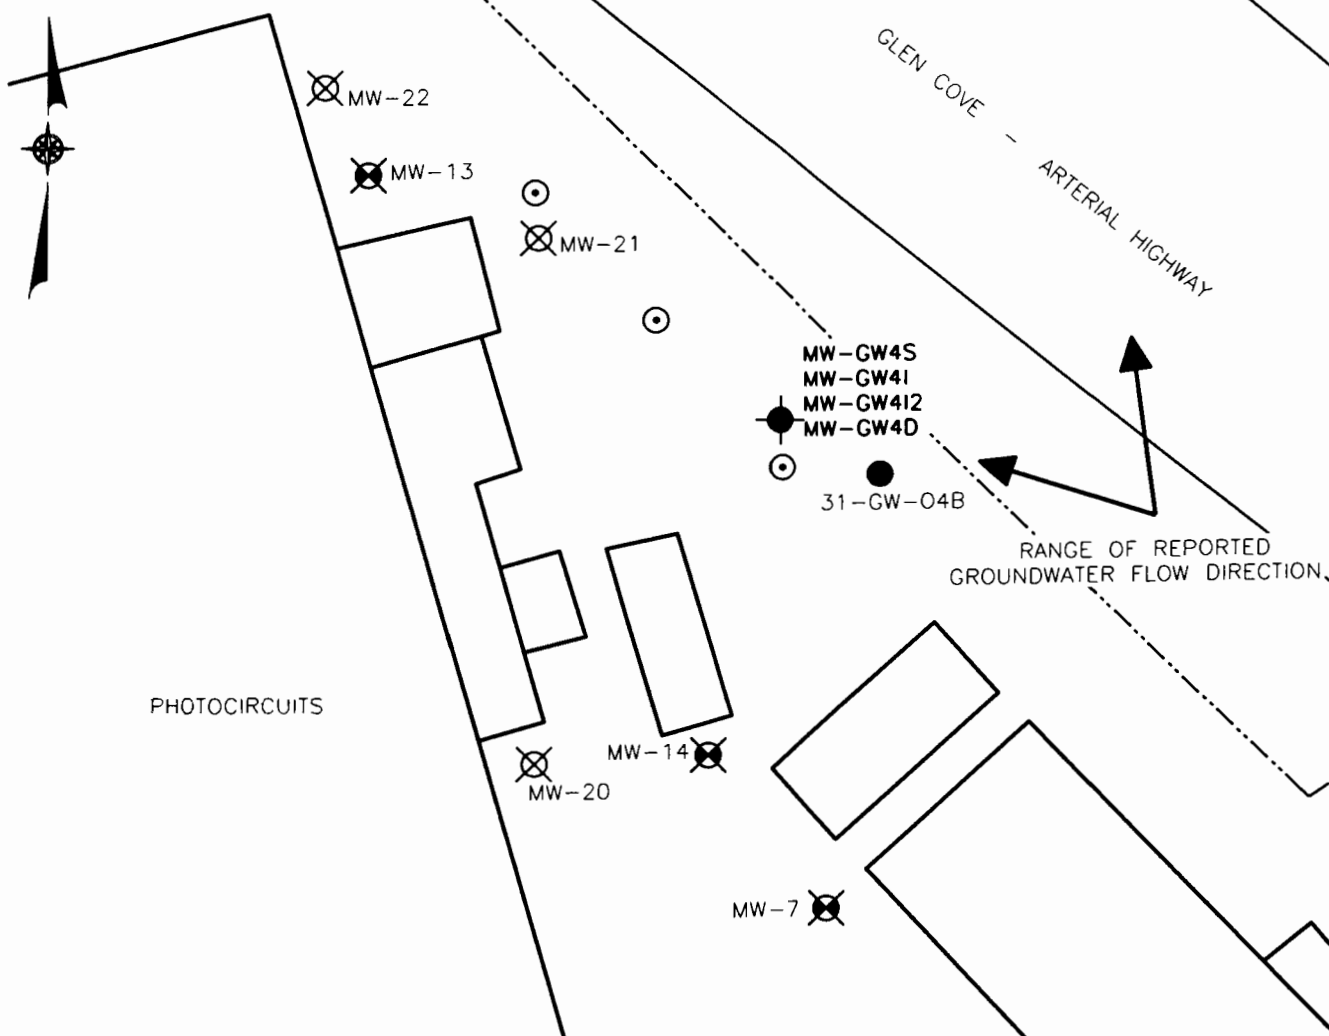 GLEN COVE - ARTERIAL HIGHWAY
MW-22
MW-13
MW-21
MW-GW4S
MW-GW4I
MW-GW4I2
MW-GW4D
31-GW-04B
RANGE OF REPORTED
GROUNDWATER FLOW DIRECTION
PHOTOCIRCUITS
MW-14
MW-20
MW-7